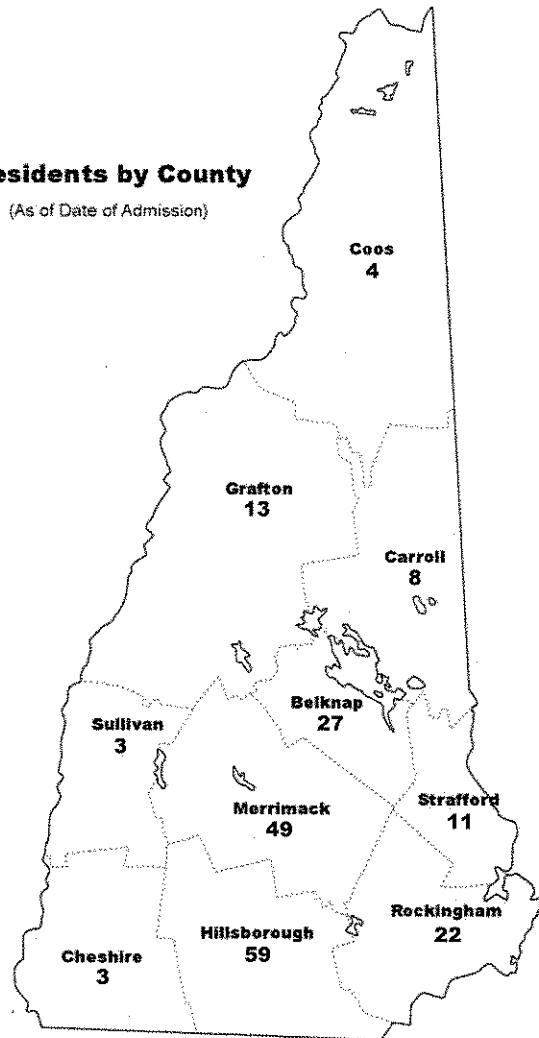 esidents by County
(As of Date of Admission)
Coos
4
Grafton
13
Carroll
8
Belknap
27
Sullivan
3
Merrimack
49
Strafford
11
Rockingham
22
Hillsborough
59
Cheshire
3